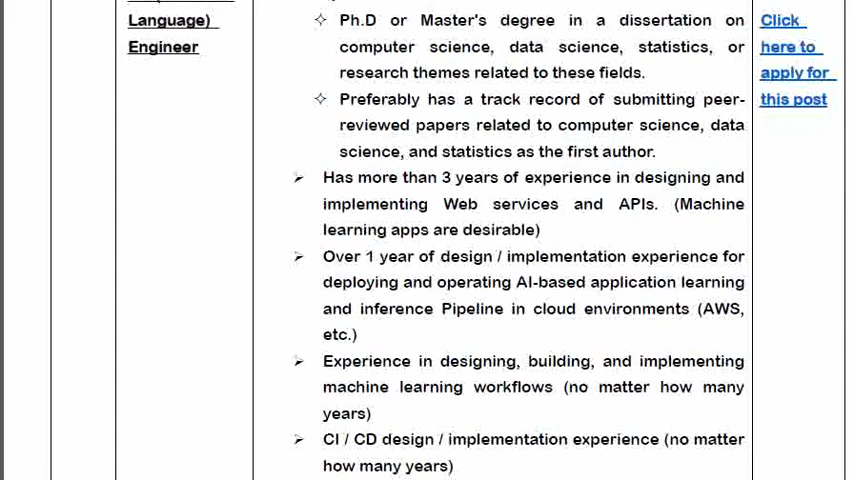 Language)
Engineer
✧ Ph.D or Master's degree in a dissertation on
computer science, data science, statistics, or
research themes related to these fields.
✧ Preferably has a track record of submitting peer-
reviewed papers related to computer science, data
science, and statistics as the first author.
➢ Has more than 3 years of experience in designing and
implementing Web services and APIs. (Machine
learning apps are desirable)
➢ Over 1 year of design / implementation experience for
deploying and operating AI-based application learning
and inference Pipeline in cloud environments (AWS,
etc.)
➢ Experience in designing, building, and implementing
machine learning workflows (no matter how many
years)
➢ CI / CD design / implementation experience (no matter
how many years)
Click
here to
apply for
this post